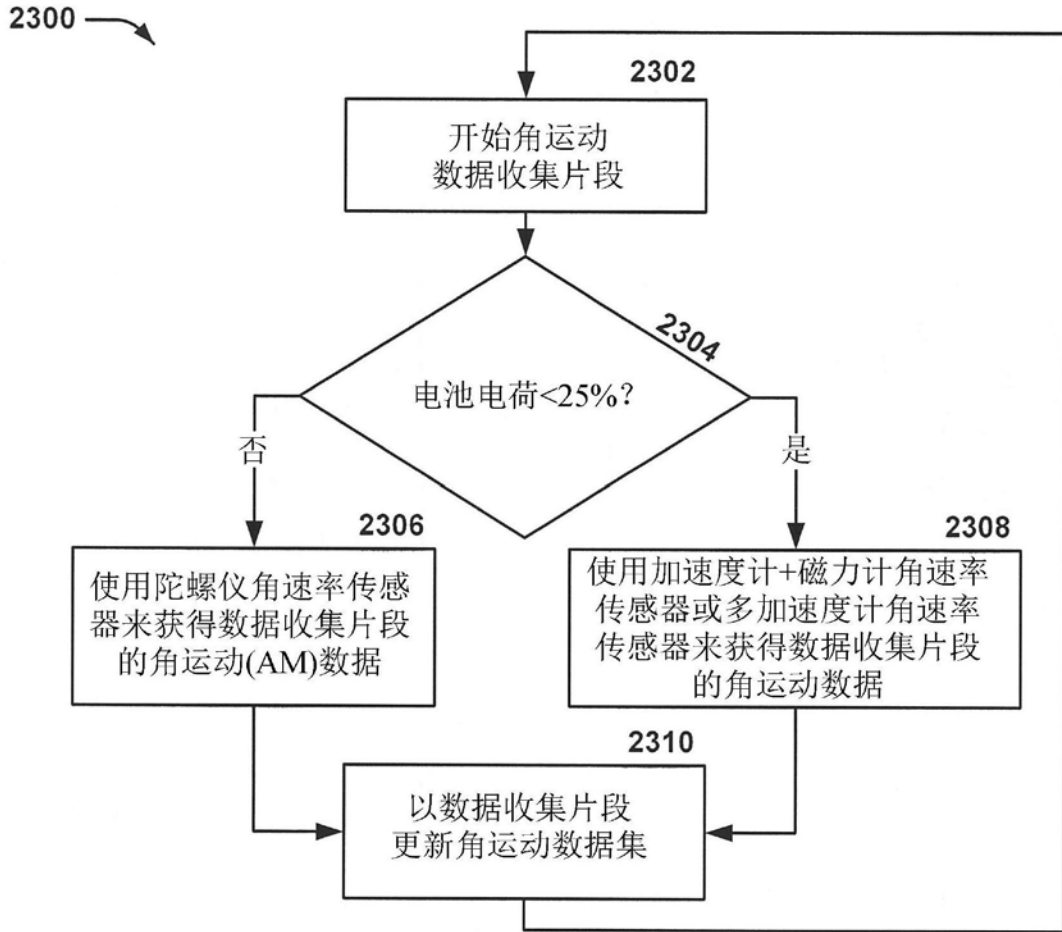 2300
2302
开始角运动
数据收集片段
2304
电池电荷<25%?
否
是
2306
使用陀螺仪角速率传感
器来获得数据收集片段
的角运动(AM)数据
2308
使用加速度计+磁力计角速率
传感器或多加速度计角速率
传感器来获得数据收集片段
的角运动数据
2310
以数据收集片段
更新角运动数据集